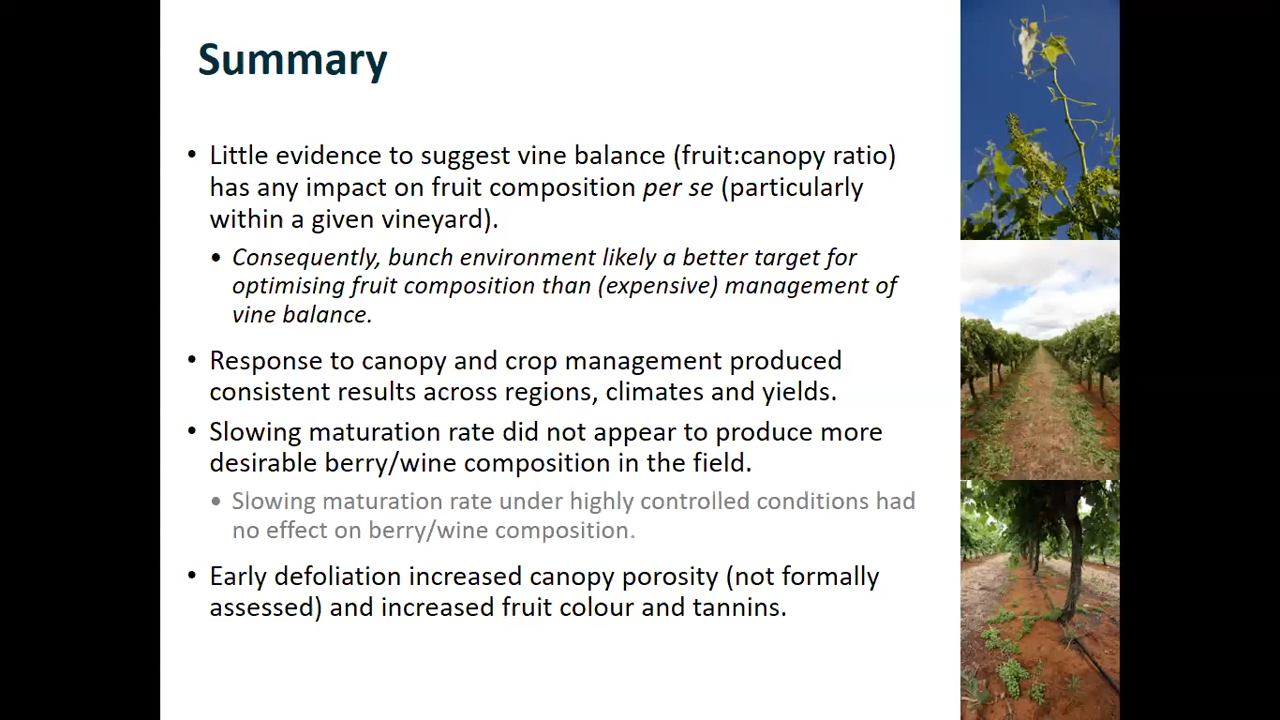 Summary
• Little evidence to suggest vine balance (fruit:canopy ratio)
has any impact on fruit composition per se (particularly
within a given vineyard).
• Consequently, bunch environment likely a better target for
optimising fruit composition than (expensive) management of
vine balance.
• Response to canopy and crop management produced
consistent results across regions, climates and yields.
• Slowing maturation rate did not appear to produce more
desirable berry/wine composition in the field.
• Slowing maturation rate under highly controlled conditions had
no effect on berry/wine composition.
• Early defoliation increased canopy porosity (not formally
assessed) and increased fruit colour and tannins.